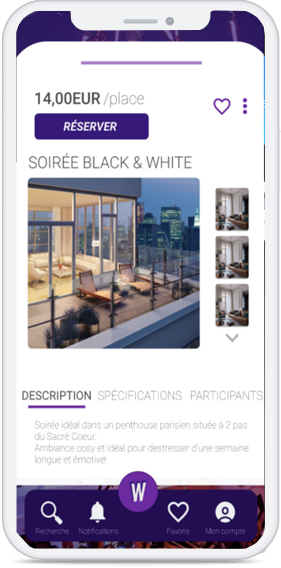 14,00EUR /place
RÉSERVER
SOIRÉE BLACK & WHITE
DESCRIPTION SPÉCIFICATIONS PARTICIPANTS
Soirée idéal dans un penthouse parisien située à 2 pas
du Sacré Coeur.
Ambiance cosy et idéal pour destresser d'une semaine
longue et émotive!
W
Recherche Notifications Favoris Mon compte